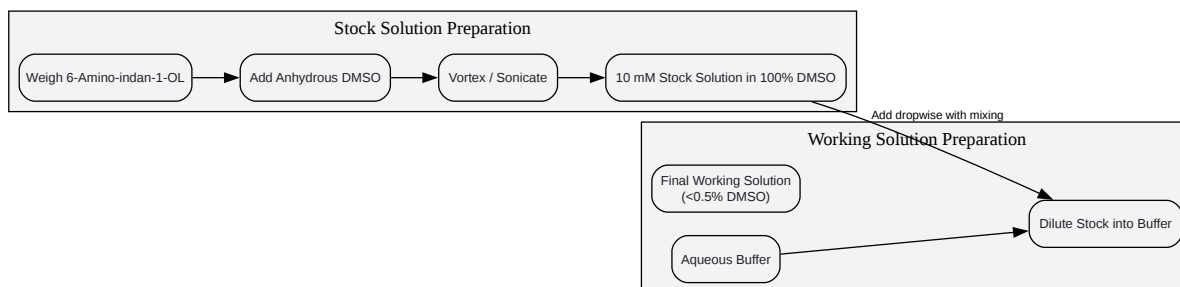 Stock Solution Preparation
Weigh 6-Amino-indan-1-OL
Add Anhydrous DMSO
Vortex / Sonicate
10 mM Stock Solution in 100% DMSO
Add dropwise with mixing
Working Solution Preparation
Final Working Solution
(<0.5% DMSO)
Dilute Stock into Buffer
Aqueous Buffer